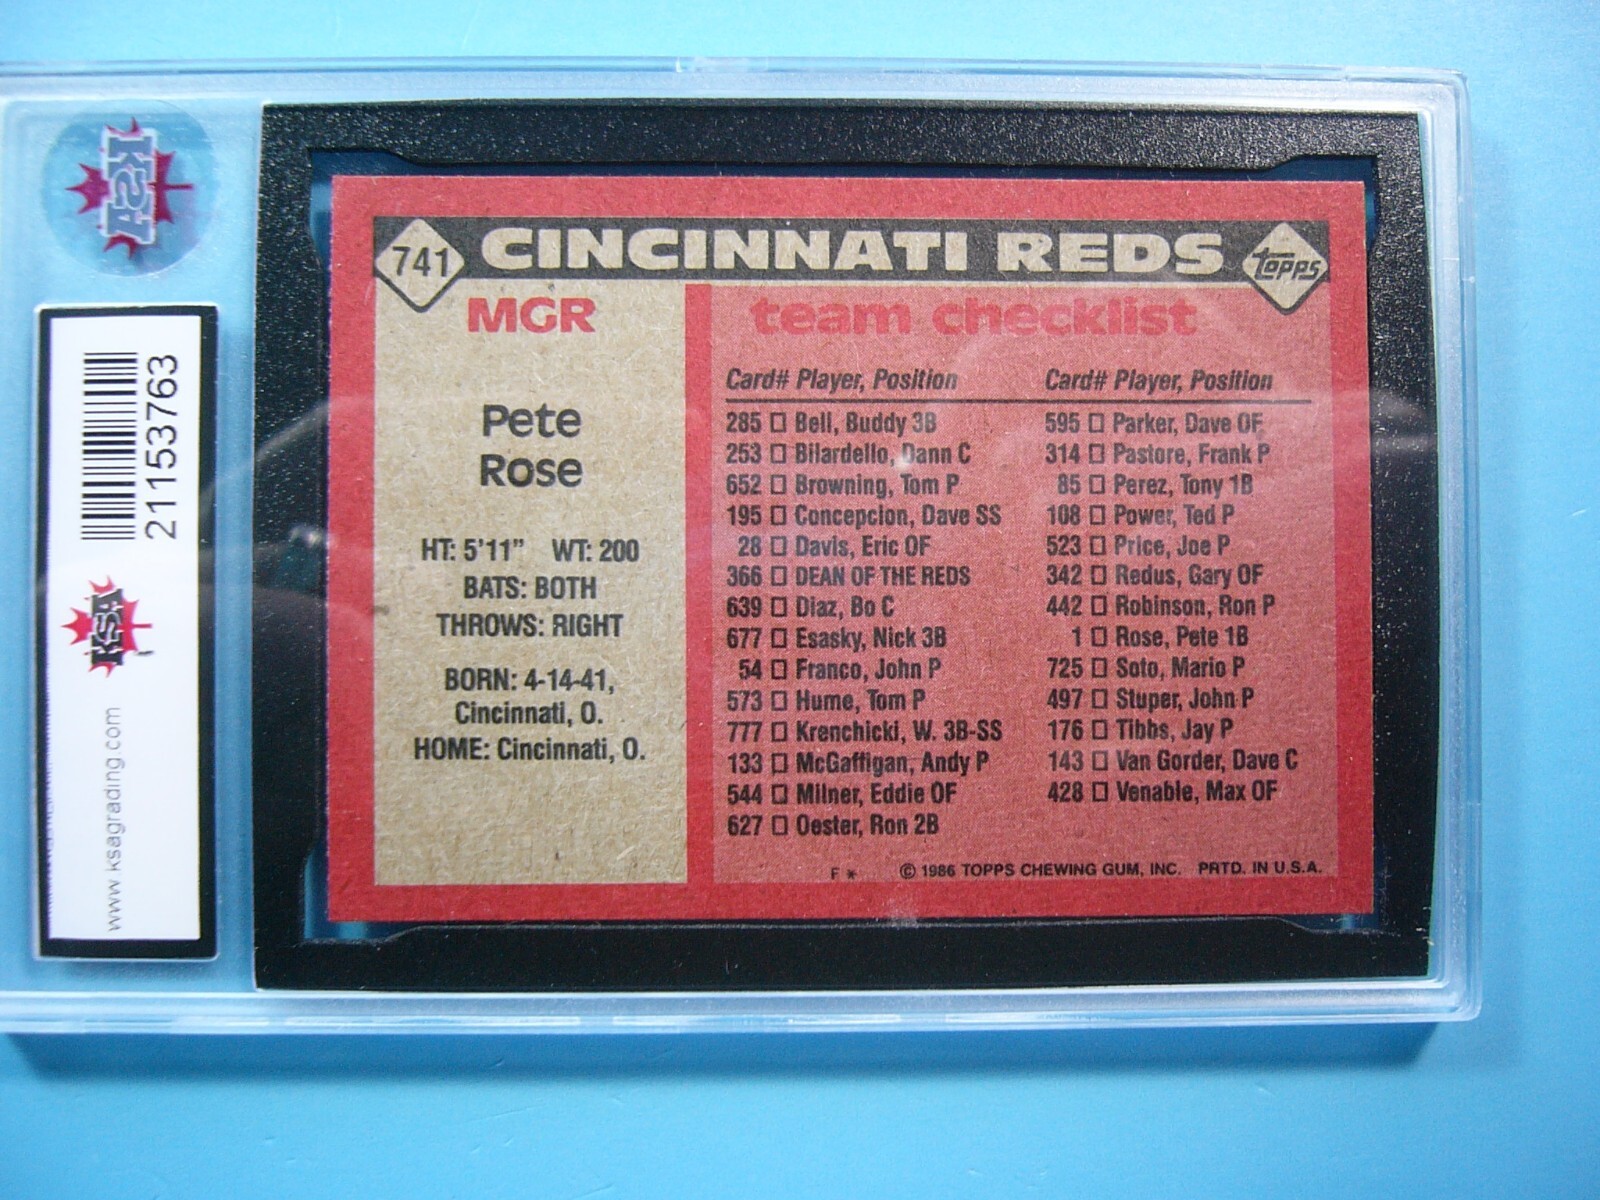 KSA
211537763
KSA
www.ksagrading.com
741 CINCINNATI REDS topps
MGR
Pete
Rose
HT: 5'11" WT: 200
BATS: BOTH
THROWS: RIGHT
BORN: 4-14-41,
Cincinnati, O.
HOME: Cincinnati, O.
team checklist
Card# Player, Position
285 □ Bell, Buddy 3B
253 □ Bilardello, Dann C
652 □ Browning, Tom P
195 □ Concepcion, Dave SS
28 □ Davis, Eric OF
366 □ DEAN OF THE REDS
639 □ Diaz, Bo C
677 □ Esasky, Nick 3B
54 □ Franco, John P
573 □ Hume, Tom P
777 □ Krenchicki, W. 3B-SS
133 □ McGaffigan, Andy P
544 □ Milner, Eddie OF
627 □ Oester, Ron 2B
Card# Player, Position
595 □ Parker, Dave OF
314 □ Pastore, Frank P
85 □ Perez, Tony 1B
108 □ Power, Ted P
523 □ Price, Joe P
342 □ Redus, Gary OF
442 □ Robinson, Ron P
1 □ Rose, Pete 1B
725 □ Soto, Mario P
497 □ Stuper, John P
176 □ Tibbs, Jay P
143 □ Van Gorder, Dave C
428 □ Venable, Max OF
F * © 1986 TOPPS CHEWING GUM, INC. PRTD. IN U.S.A.